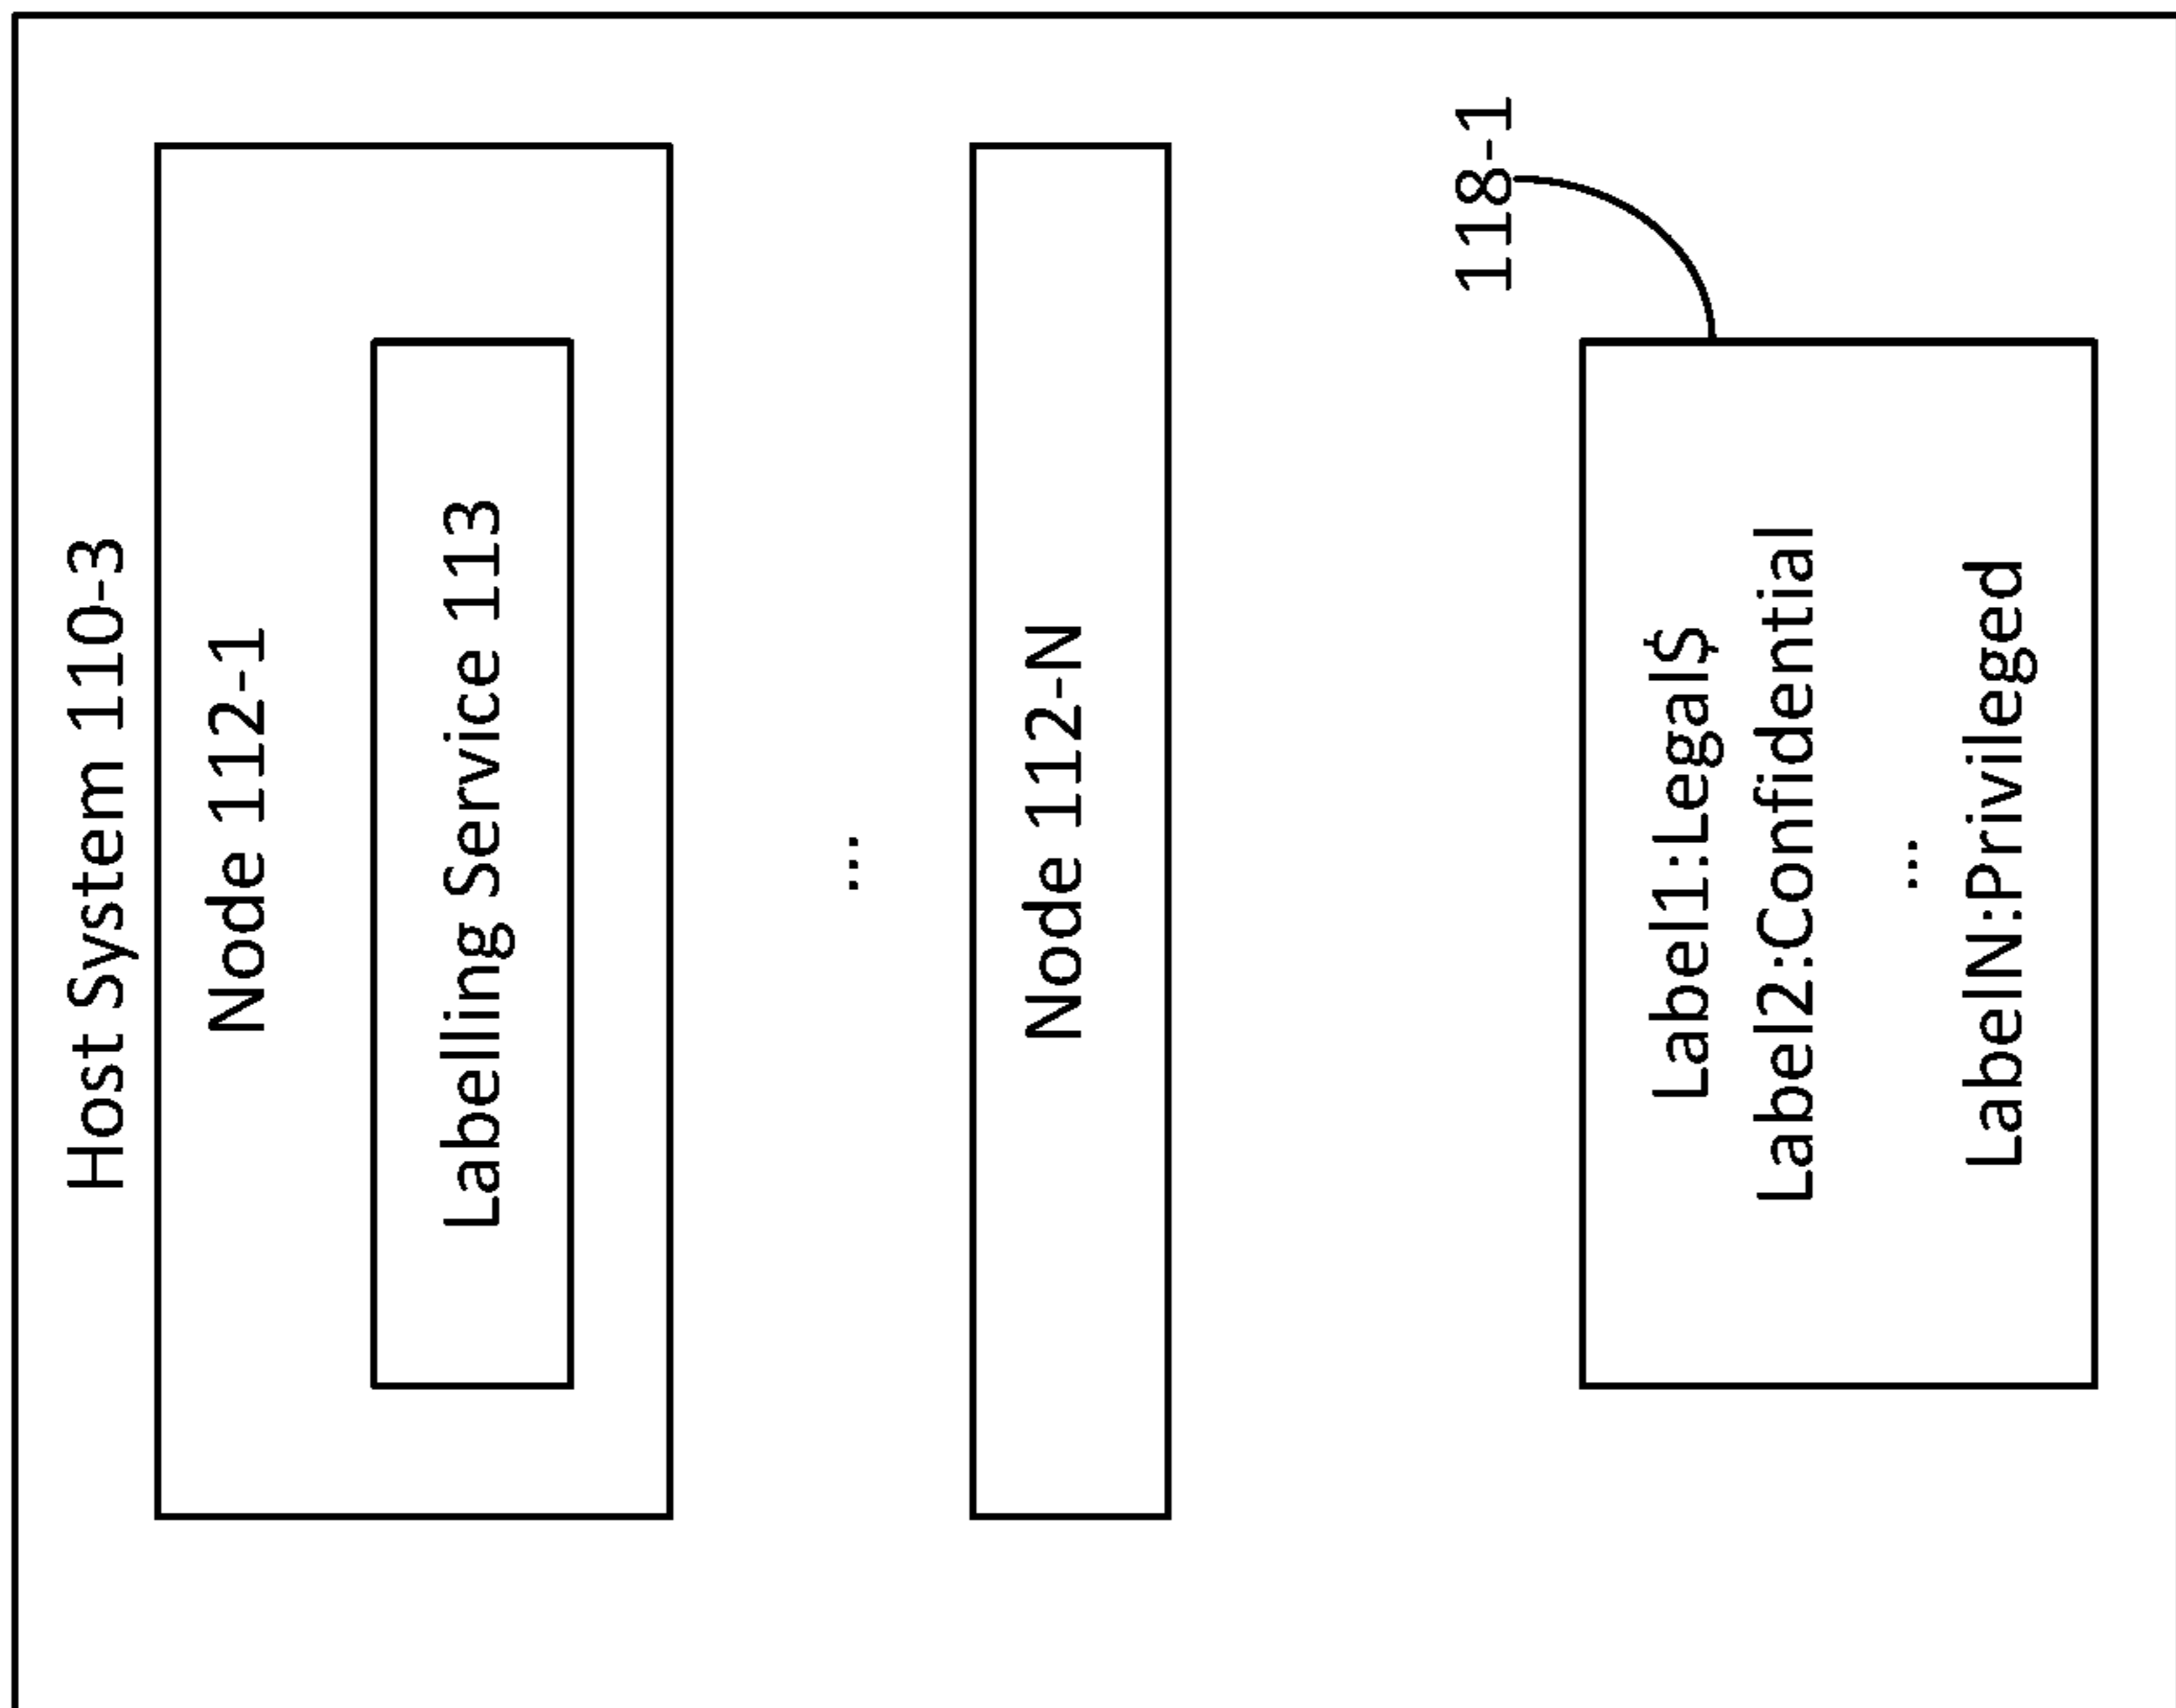 Host System 110-3
Node 112-1
Labelling Service 113
...
Node 112-N
118-1
Label1:Legal$
Label2:Confidential
...
LabelN:Privileged